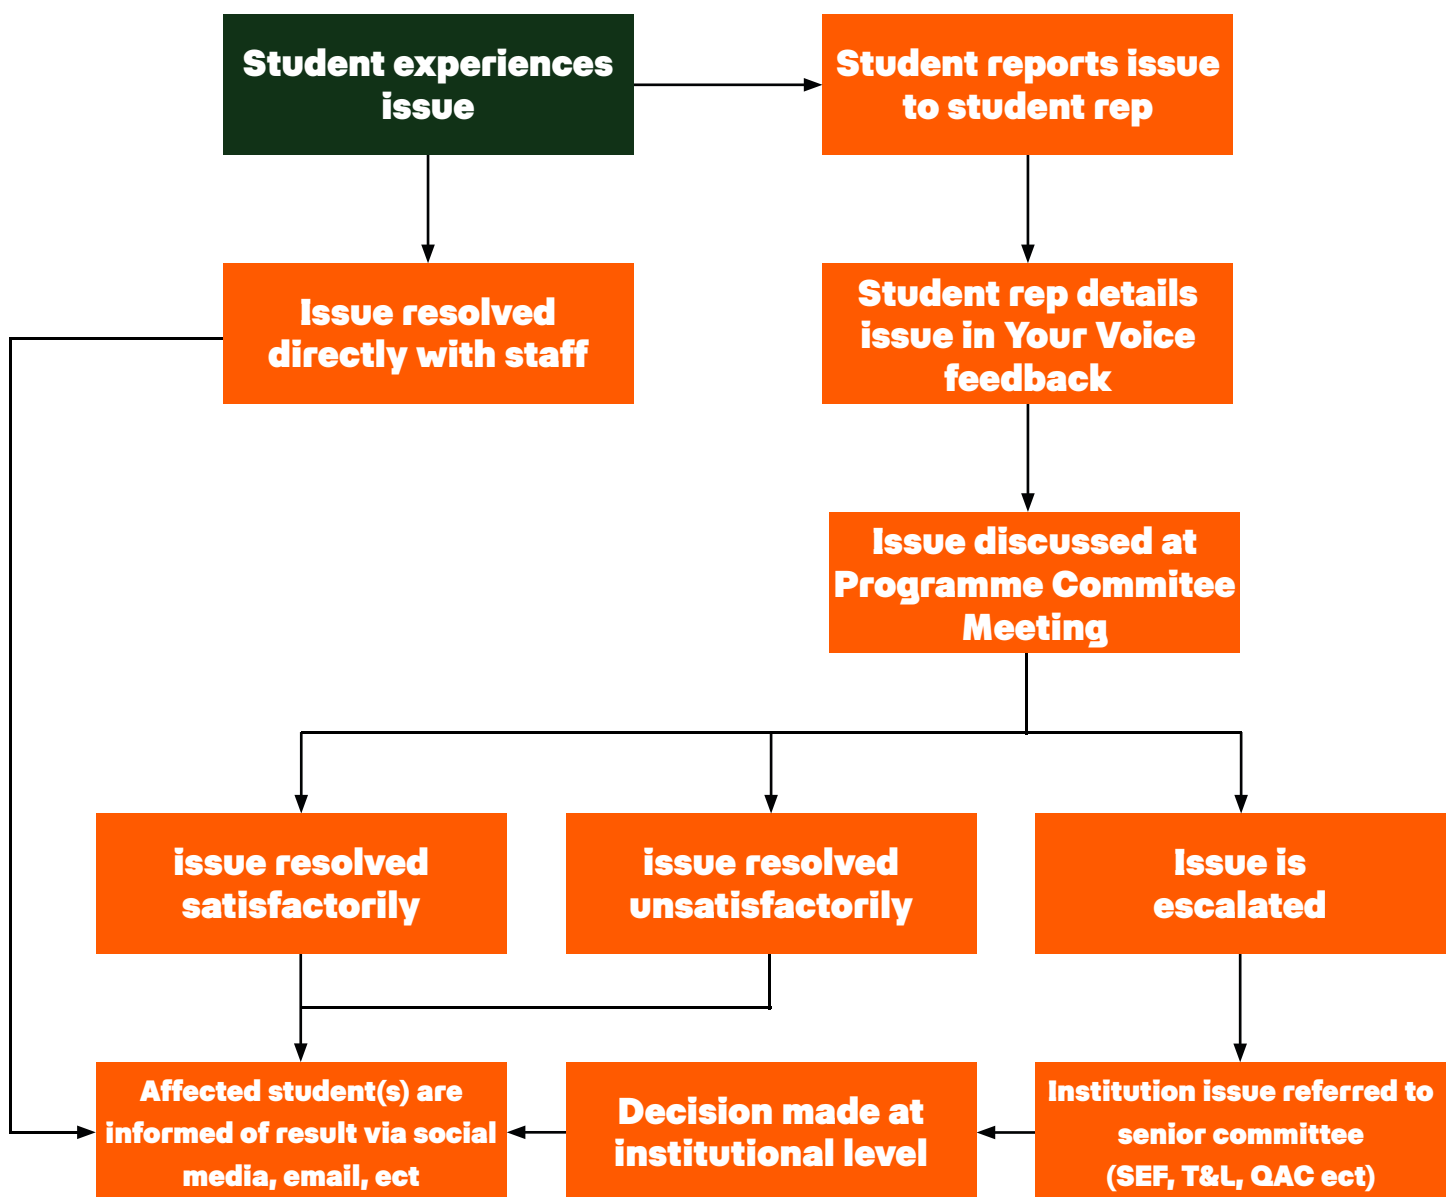 Student experiences
issue
Student reports issue
to student rep
Issue resolved
directly with staff
Student rep details
issue in Your Voice
feedback
Issue discussed at
Programme Commitee
Meeting
issue resolved
satisfactorily
issue resolved
unsatisfactorily
Issue is
escalated
Affected student(s) are
informed of result via social
media, email, ect
Decision made at
institutional level
Institution issue referred to
senior committee
(SEF, T&L, QAC ect)